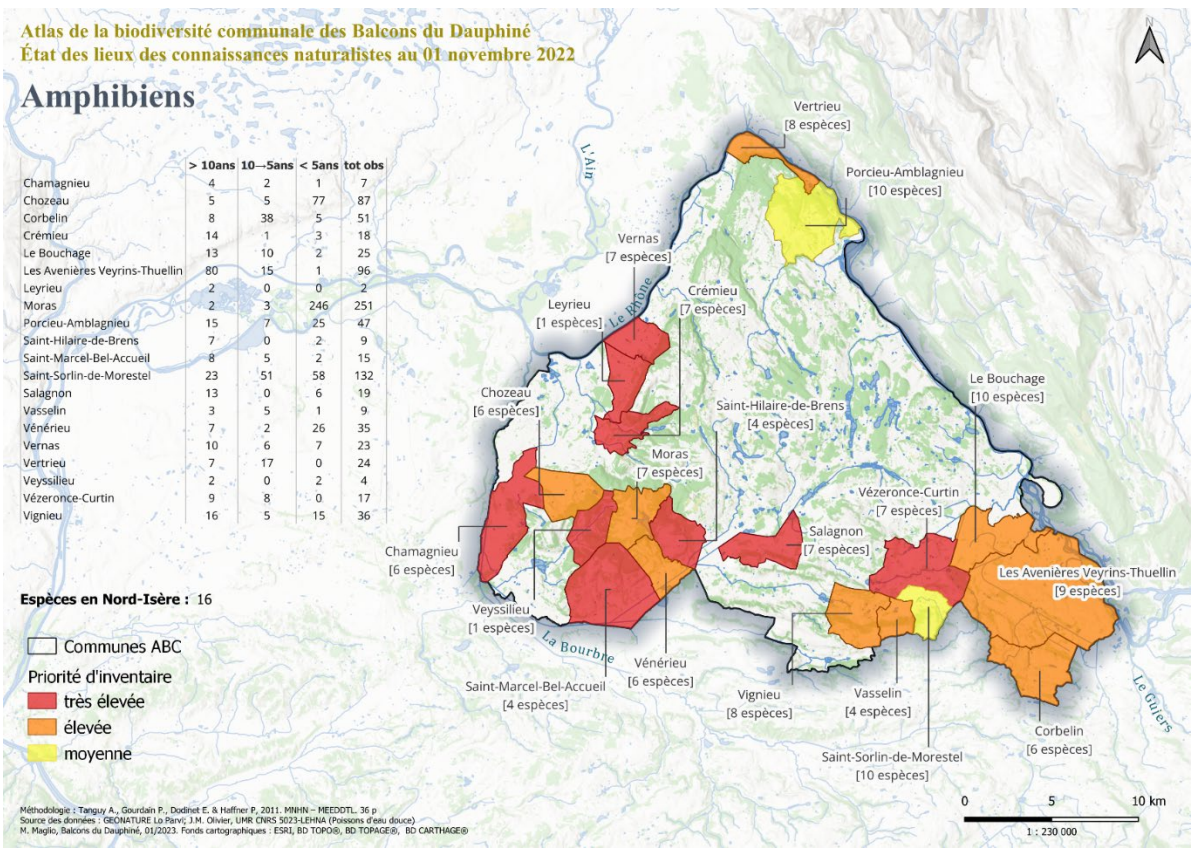 Atlas de la biodiversité communale des Balcons du Dauphiné
État des lieux des connaissances naturalistes au 01 novembre 2022
Amphibiens
> 10ans 10→5ans < 5ans tot obs
Chamagnieu 4 2 1 7
Chozeau 5 5 77 87
Corbelin 8 38 5 51
Crémieu 14 1 3 18
Le Bouchage 13 10 2 25
Les Avenières Veyrins-Thuellin 80 15 1 96
Leyrieu 2 0 0 2
Moras 2 3 246 251
Porcieu-Amblagnieu 15 7 25 47
Saint-Hilaire-de-Brens 7 0 2 9
Saint-Marcel-Bel-Accueil 8 5 2 15
Saint-Sorlin-de-Morestel 23 51 58 132
Salagnon 13 0 6 19
Vasselin 3 5 1 9
Vénérieu 7 2 26 35
Vernas 10 6 7 23
Vertrieu 7 17 0 24
Veyssilieu 2 0 2 4
Vézeronce-Curtin 9 8 0 17
Vignieu 16 5 15 36
Espèces en Nord-Isère : 16
Communes ABC
Priorité d'inventaire
très élevée
élevée
moyenne
N
L'Ain
Le Rhône
La Bourbre
Le Guiers
Vertrieu
[8 espèces]
Porcieu-Amblagnieu
[10 espèces]
Vernas
[7 espèces]
Crémieu
[7 espèces]
Leyrieu
[1 espèces]
Le Bouchage
[10 espèces]
Chozeau
[6 espèces]
Saint-Hilaire-de-Brens
[4 espèces]
Moras
[7 espèces]
Vézeronce-Curtin
[7 espèces]
Salagnon
[7 espèces]
Chamagnieu
[6 espèces]
Les Avenières Veyrins-Thuellin
[9 espèces]
Veyssilieu
[1 espèces]
Vénérieu
[6 espèces]
Saint-Marcel-Bel-Accueil
[4 espèces]
Vignieu
[8 espèces]
Vasselin
[4 espèces]
Corbelin
[6 espèces]
Saint-Sorlin-de-Morestel
[10 espèces]
0 5 10 km
1 : 230 000
Méthodologie : Tanguy A., Gourdain P., Dodinet E. & Haffner P, 2011. MNHN – MEEDDTL. 36 p
Source des données : GEONATURE Lo Parvi; J.M. Olivier, UMR CNRS 5023-LEHNA (Poissons d'eau douce)
M. Maglio, Balcons du Dauphiné, 01/2023. Fonds cartographiques : ESRI, BD TOPO®, BD TOPAGE®, BD CARTHAGE®